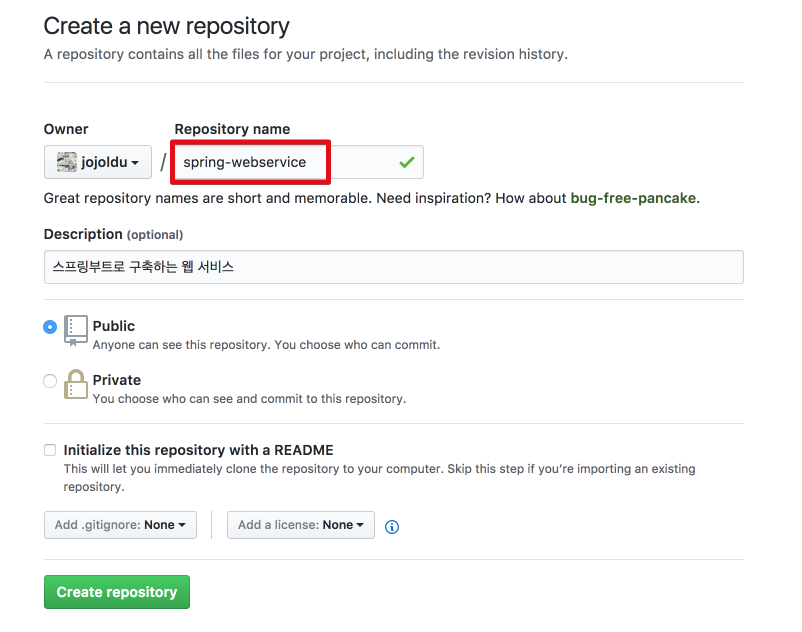 Create a new repository
A repository contains all the files for your project, including the revision history.
Owner
Repository name
jojoldu / spring-webservice
Great repository names are short and memorable. Need inspiration? How about bug-free-pancake.
Description (optional)
스프링부트로 구축하는 웹 서비스
Public
Anyone can see this repository. You choose who can commit.
Private
You choose who can see and commit to this repository.
Initialize this repository with a README
This will let you immediately clone the repository to your computer. Skip this step if you're importing an existing
repository.
Add .gitignore: None
Add a license: None
Create repository